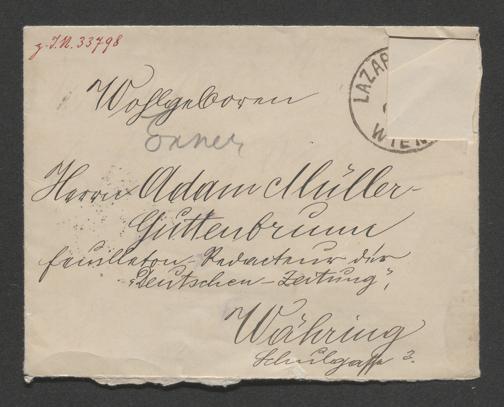 z. I.N. 33798
LAZAR
WIEN
Wohlgeboren
Exner
Herrn Adam Müller-
Guttenbrunn
Feuilleton-Redacteur der
"Deutschen-Zeitung",
Währing
Schulgasse 3.